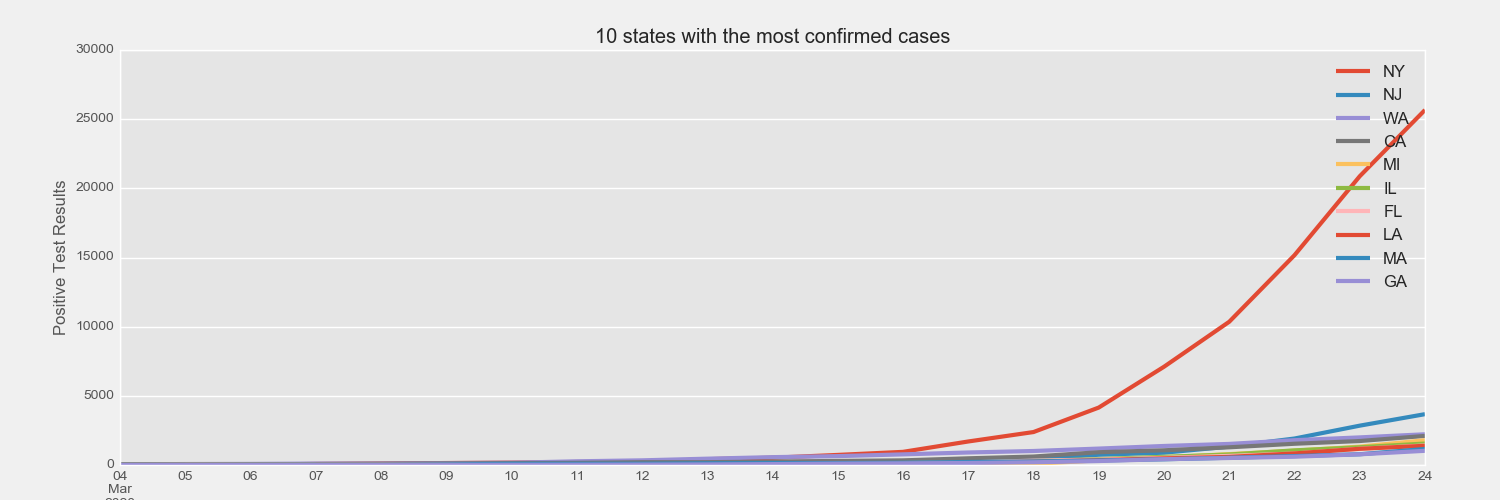 10 states with the most confirmed cases
Positive Test Results
30000
25000
20000
15000
10000
5000
0
NY
NJ
WA
CA
MI
IL
FL
LA
MA
GA
04 05 06 07 08 09 10 11 12 13 14 15 16 17 18 19 20 21 22 23 24
Mar